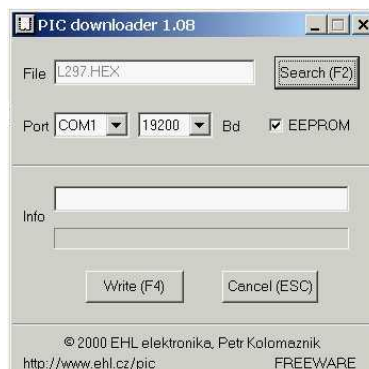 PIC downloader 1.08
File L297.HEX Search (F2)
Port COM1 19200 Bd EEPROM
Info
Write (F4) Cancel (ESC)
© 2000 EHL elektronika, Petr Kolomaznik
http://www.ehl.cz/pic FREEWARE